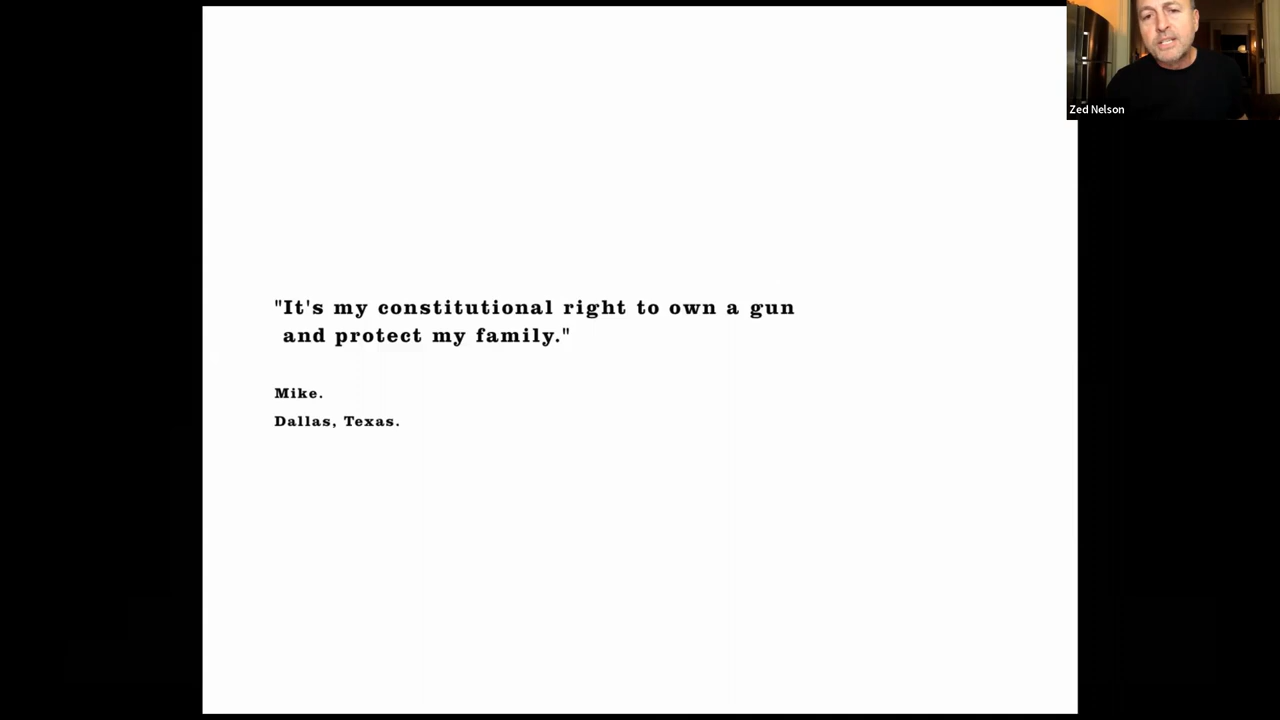 Zed Nelson
"It's my constitutional right to own a gun
and protect my family."
Mike.
Dallas, Texas.